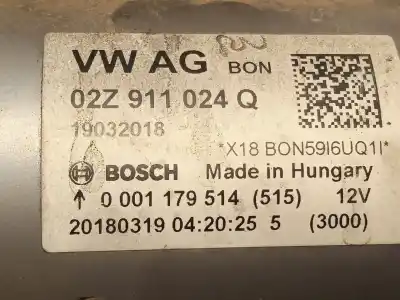 VW AG BON
02Z 911 024 Q
19032018
*X18 BON59I6UQ1I*
BOSCH Made in Hungary
↑ 0 001 179 514 (515) 12V
20180319 04:20:25 5 (3000)